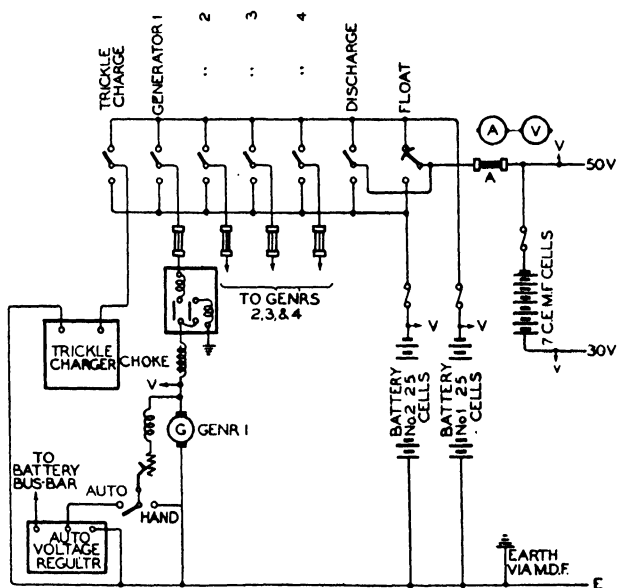 TRICKLE
CHARGE
GENERATOR 1
" 2
" 3
" 4
DISCHARGE
FLOAT
A V
V
50V
A
7 C.E.M.F CELLS
30V
V
TO GENRS
2,3,& 4
TRICKLE
CHARGER
CHOKE
V
V
V
BATTERY
No.2 25
CELLS
BATTERY
No1 25
CELLS
G GENR I
TO
BATTERY
BUS-BAR
AUTO
HAND
AUTO
VOLTAGE
REGULTR
EARTH
VIA M.D.F.
E